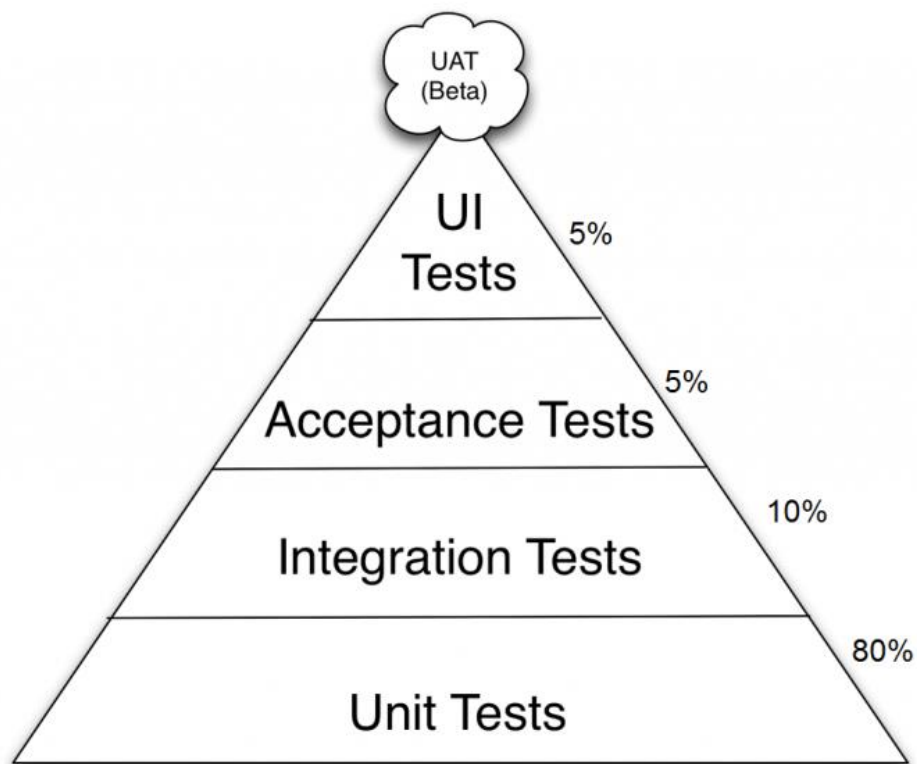 UAT
(Beta)
UI
Tests
5%
Acceptance Tests
5%
Integration Tests
10%
Unit Tests
80%